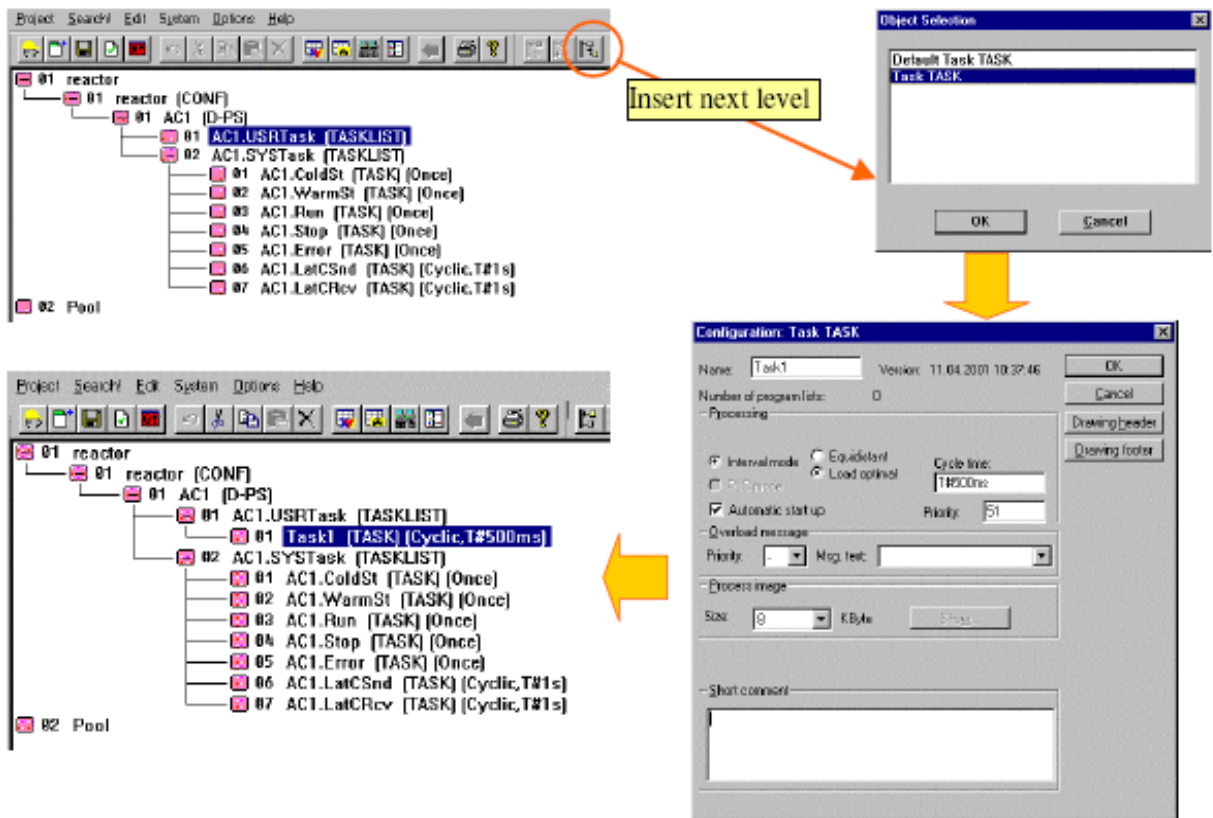 Project Search! Edit System Options Help
01 reactor
01 reactor (CONF)
01 AC1 (D-PS)
01 AC1.USRTask (TASKLIST)
02 AC1.SYSTask (TASKLIST)
01 AC1.ColdSt (TASK) (Once)
02 AC1.WarmSt (TASK) (Once)
03 AC1.Run (TASK) (Once)
04 AC1.Stop (TASK) (Once)
05 AC1.Error (TASK) (Once)
06 AC1.LatCSnd (TASK) (Cyclic,T#1s)
07 AC1.LatCRcv (TASK) (Cyclic,T#1s)
02 Pool
Insert next level
Object Selection
Default Task TASK
Task TASK
OK Cancel
Configuration: Task TASK
Name: Task1 Version: 11.04.2001 10:37:46
Number of program lists: 0
Processing
Interval mode
Equidistant
Load optimal
Cycle time:
T#500ms
PLC mode
Automatic start up
Priority: 51
Overload message
Priority: - Msg. text:
Process image
Size: 8 KByte
Short comment
OK
Cancel
Drawing header
Drawing footer
Project Search! Edit System Options Help
01 reactor
01 reactor (CONF)
01 AC1 (D-PS)
01 AC1.USRTask (TASKLIST)
01 Task1 (TASK) (Cyclic,T#500ms)
02 AC1.SYSTask (TASKLIST)
01 AC1.ColdSt (TASK) (Once)
02 AC1.WarmSt (TASK) (Once)
03 AC1.Run (TASK) (Once)
04 AC1.Stop (TASK) (Once)
05 AC1.Error (TASK) (Once)
06 AC1.LatCSnd (TASK) (Cyclic,T#1s)
07 AC1.LatCRcv (TASK) (Cyclic,T#1s)
02 Pool